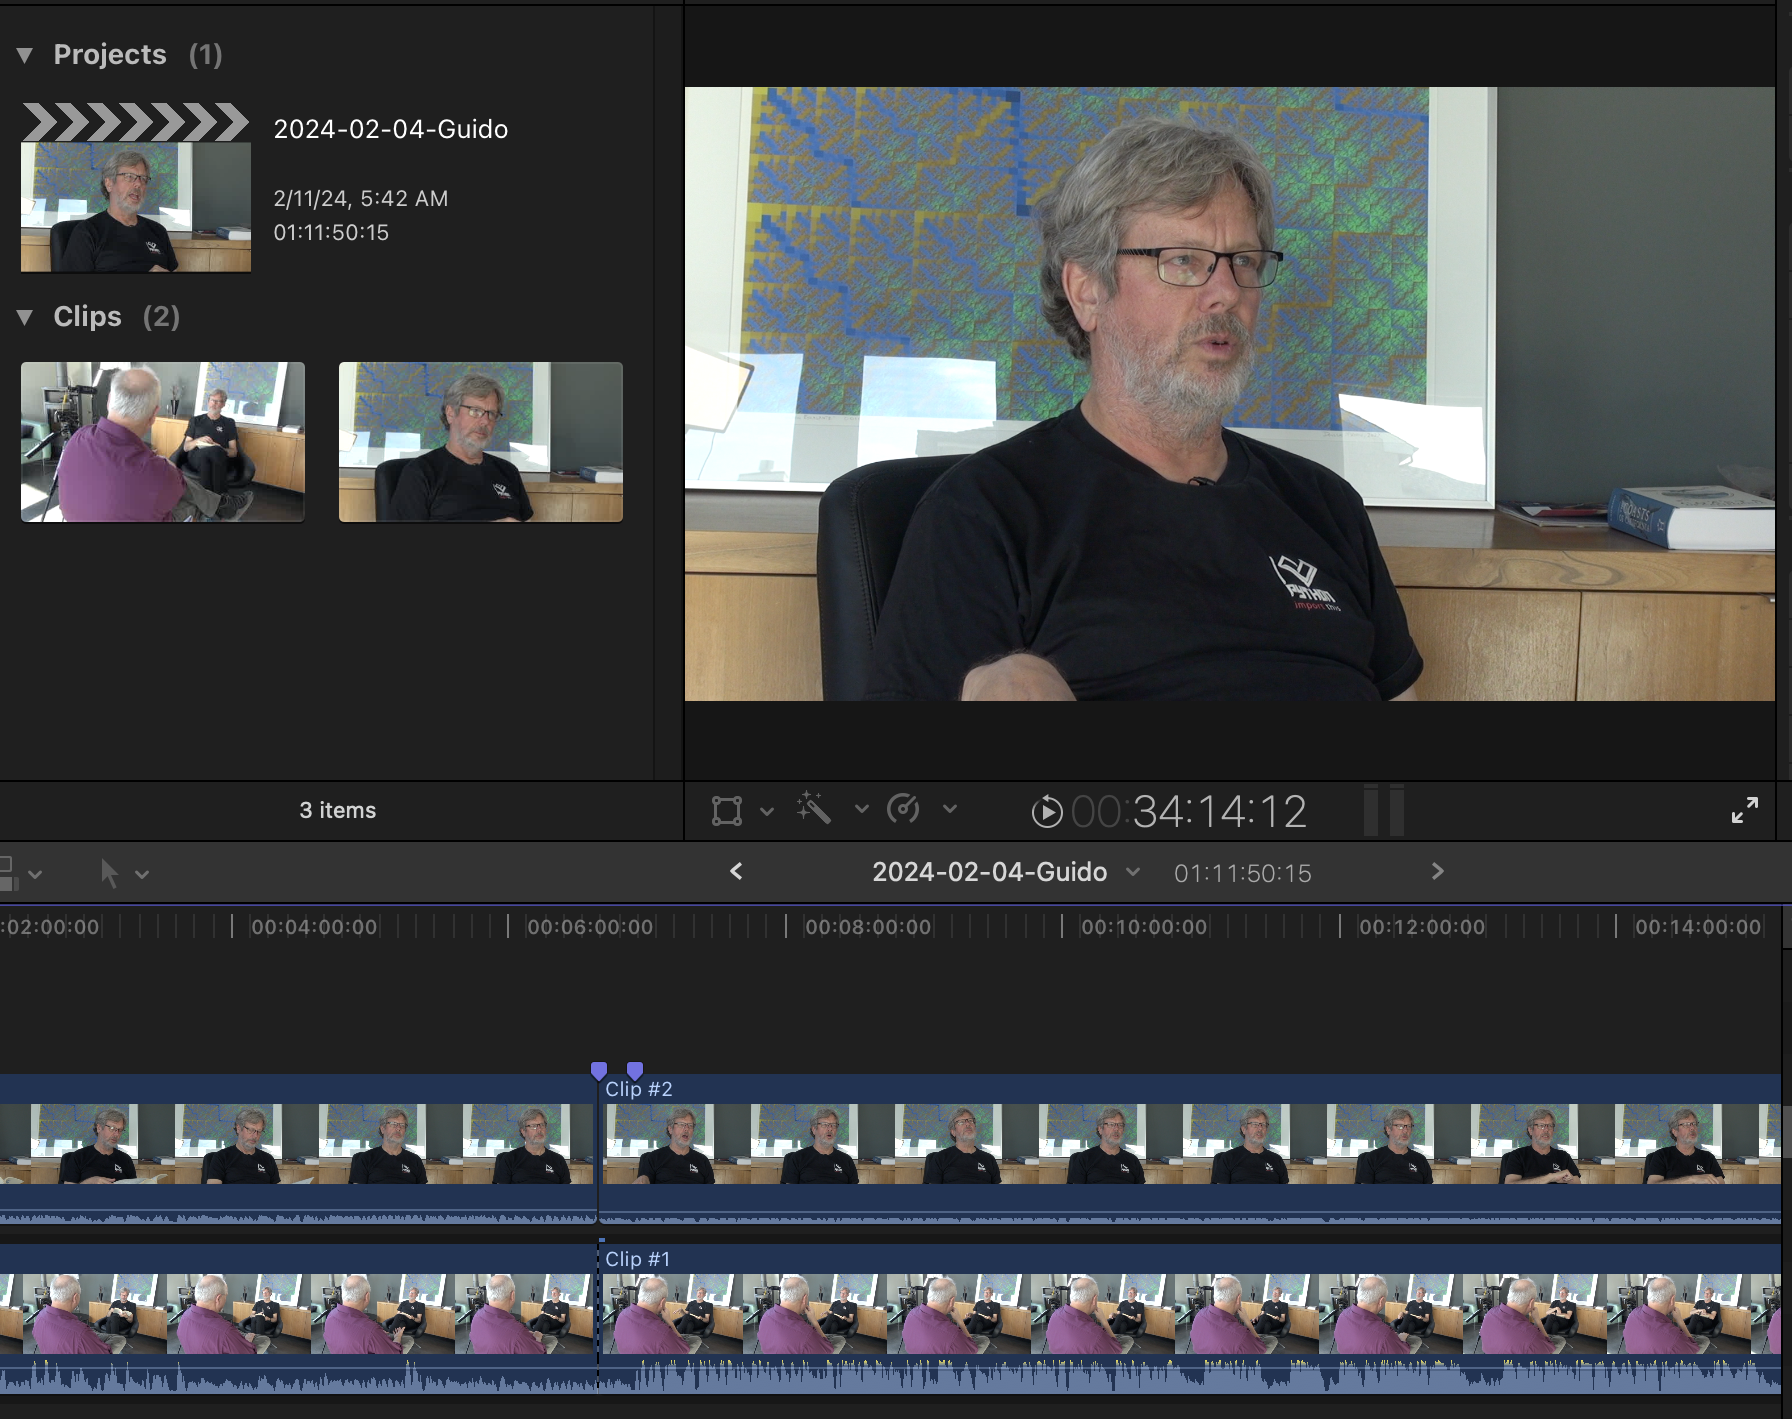 Projects (1)
2024-02-04-Guido
2/11/24, 5:42 AM
01:11:50:15
Clips (2)
PYTHON
import this
3 items
00:34:14:12
2024-02-04-Guido
01:11:50:15
:02:00:00
00:04:00:00
00:06:00:00
00:08:00:00
00:10:00:00
00:12:00:00
00:14:00:00
Clip #2
Clip #1